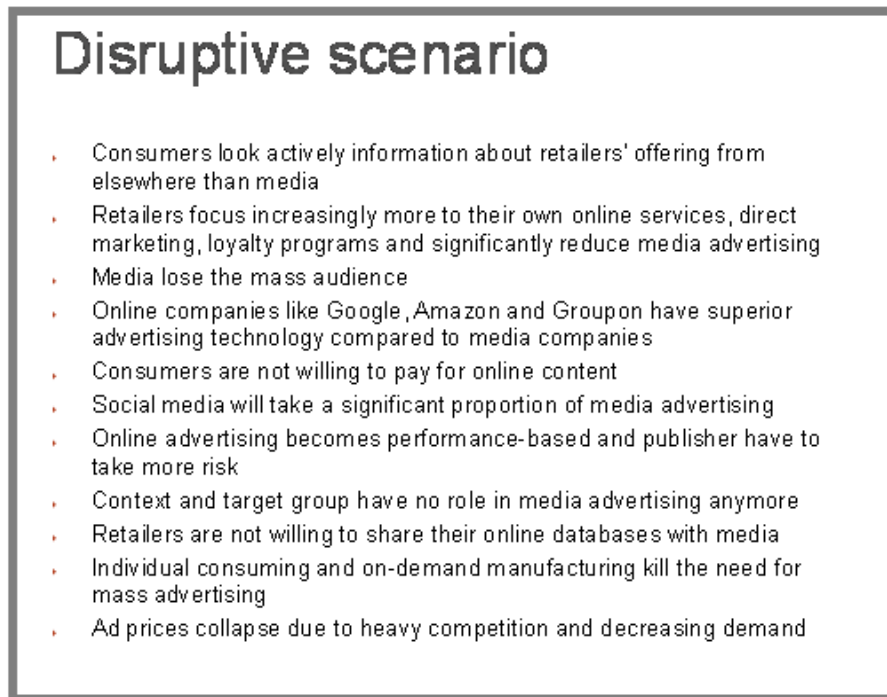 Disruptive scenario
Consumers look actively information about retailers' offering from
elsewhere than media
Retailers focus increasingly more to their own online services, direct
marketing, loyalty programs and significantly reduce media advertising
Media lose the mass audience
Online companies like Google, Amazon and Groupon have superior
advertising technology compared to media companies
Consumers are not willing to pay for online content
Social media will take a significant proportion of media advertising
Online advertising becomes performance-based and publisher have to
take more risk
Context and target group have no role in media advertising anymore
Retailers are not willing to share their online databases with media
Individual consuming and on-demand manufacturing kill the need for
mass advertising
Ad prices collapse due to heavy competition and decreasing demand